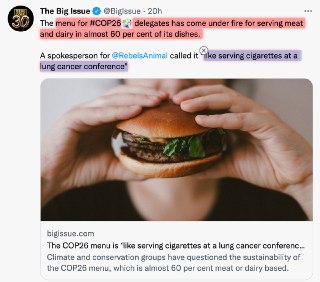 The Big Issue @BigIssue · 20h
The menu for #COP26 delegates has come under fire for serving meat
and dairy in almost 60 per cent of its dishes.
A spokesperson for @RebelsAnimal called it "like serving cigarettes at a
lung cancer conference"
bigissue.com
The COP26 menu is 'like serving cigarettes at a lung cancer conferenc...
Climate and conservation groups have questioned the sustainability of
the COP26 menu, which is almost 60 per cent meat or dairy based.